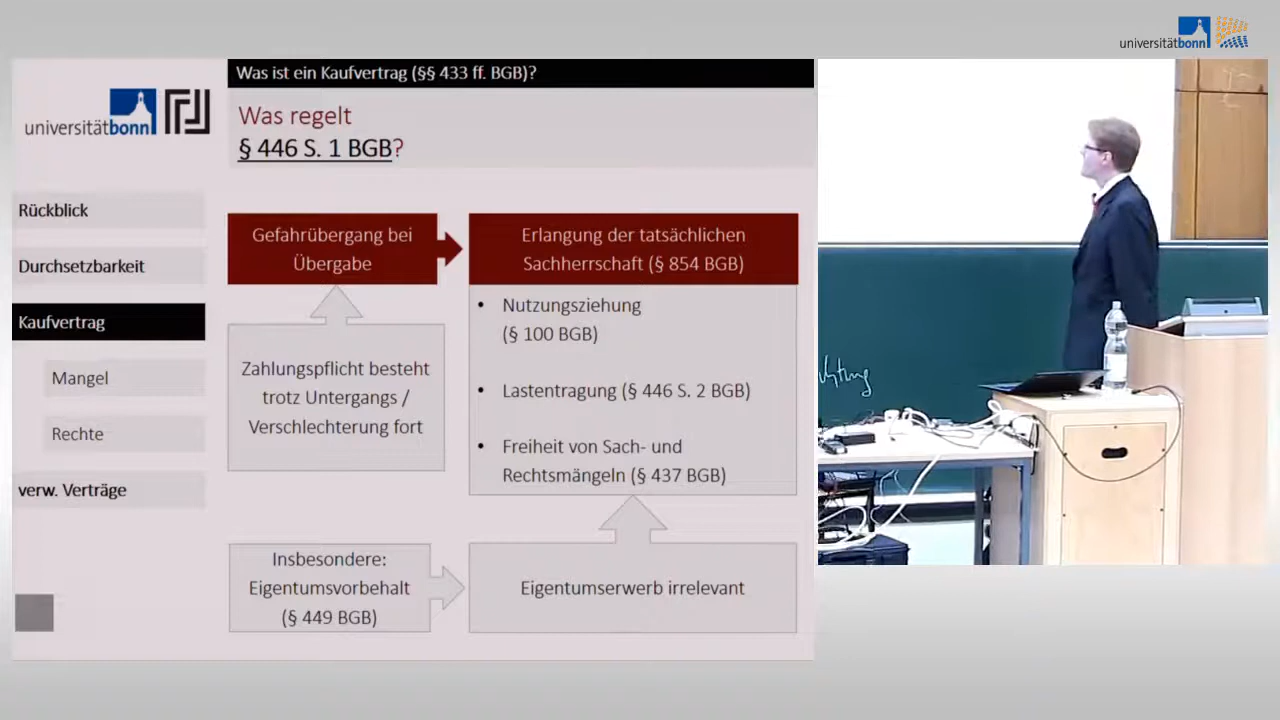 universitätbonn
Was ist ein Kaufvertrag (§§ 433 ff. BGB)?
universitätbonn
Was regelt
§ 446 S. 1 BGB?
Rückblick
Durchsetzbarkeit
Kaufvertrag
Mangel
Rechte
verw. Verträge
Gefahrübergang bei
Übergabe
Erlangung der tatsächlichen
Sachherrschaft (§ 854 BGB)
Zahlungspflicht besteht
trotz Untergangs /
Verschlechterung fort
• Nutzungsziehung
(§ 100 BGB)
• Lastentragung (§ 446 S. 2 BGB)
• Freiheit von Sach- und
Rechtsmängeln (§ 437 BGB)
Insbesondere:
Eigentumsvorbehalt
(§ 449 BGB)
Eigentumserwerb irrelevant